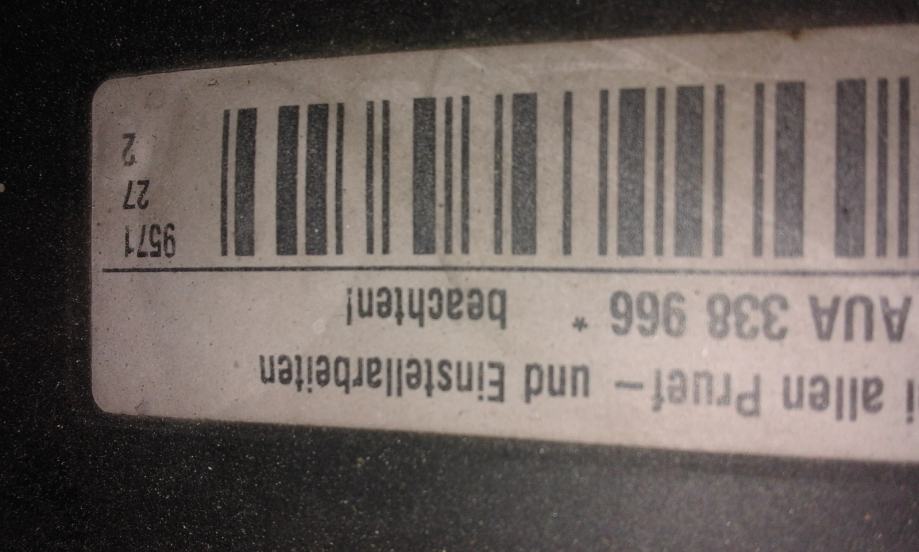 i allen Pruef- und Einstellarbeiten
AUA 338 966 * beachten!
9571
27
2